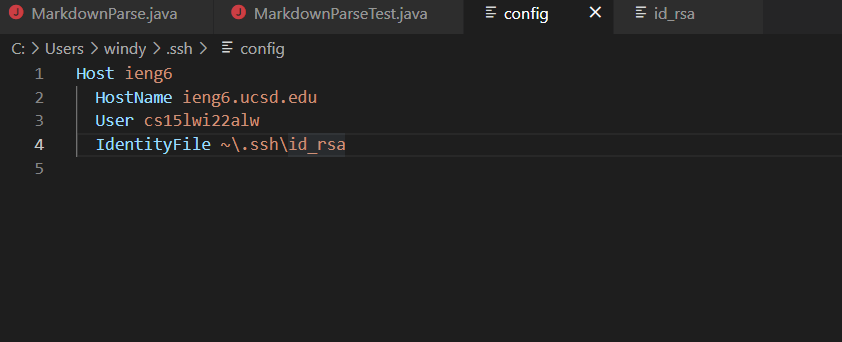 J MarkdownParse.java J MarkdownParseTest.java config × id_rsa
C: > Users > windy > .ssh > config
1 Host ieng6
2 HostName ieng6.ucsd.edu
3 User cs15lwi22alw
4 IdentityFile ~\.ssh\id_rsa
5